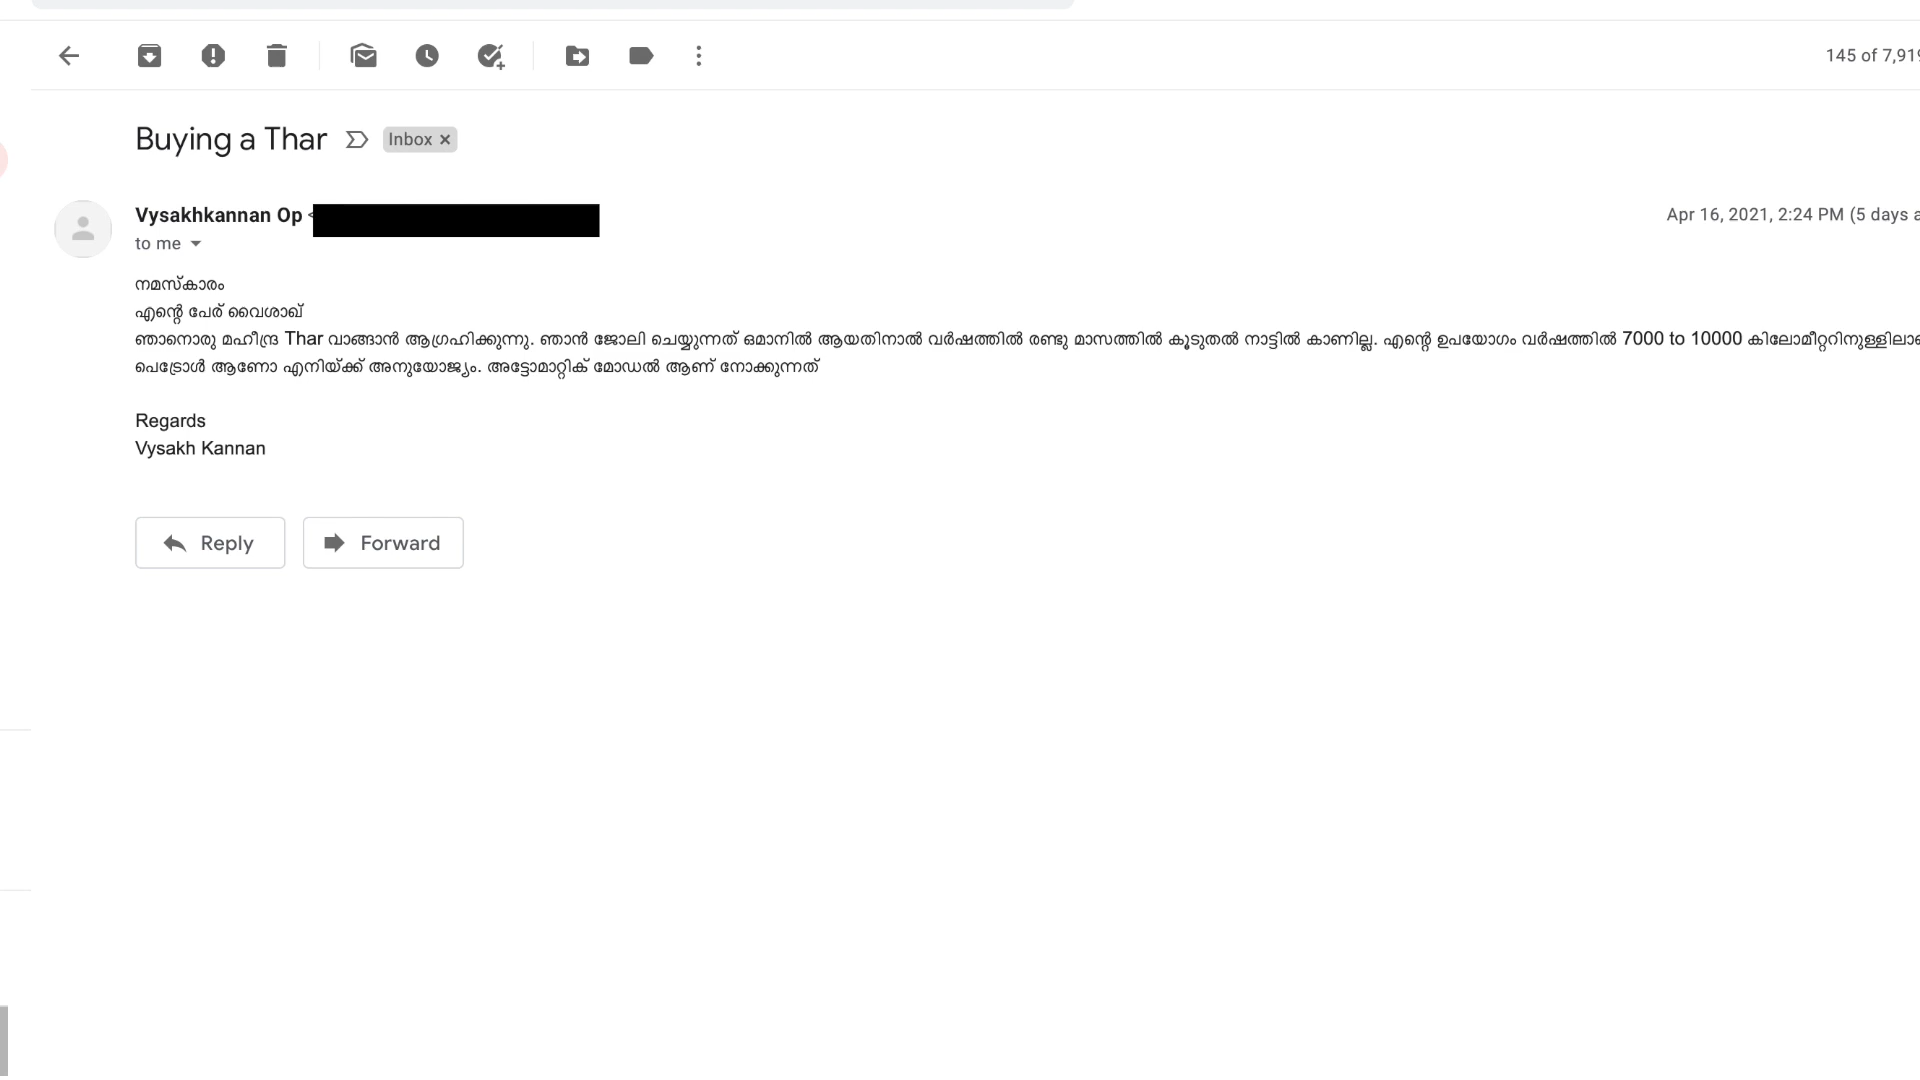 145 of 7,919
Buying a Thar Inbox ×
Vysakhkannan Op <
Apr 16, 2021, 2:24 PM (5 days
to me
നമസ്കാരം
എന്റെ പേര് വൈശാഖ്
ഞാനൊരു മഹീന്ദ്ര Thar വാങ്ങാൻ ആഗ്രഹിക്കുന്നു. ഞാൻ ജോലി ചെയ്യുന്നത് ഒമാനിൽ ആയതിനാൽ വർഷത്തിൽ രണ്ടു മാസത്തിൽ കൂടുതൽ നാട്ടിൽ കാണില്ല. എന്റെ ഉപയോഗം വർഷത്തിൽ 7000 to 10000
പെട്രോൾ ആണോ എനിയ്ക്ക് അനുയോജ്യം. അട്ടോമാറ്റിക് മോഡൽ ആണ് നോക്കുന്നത്
Regards
Vysakh Kannan
Reply
Forward